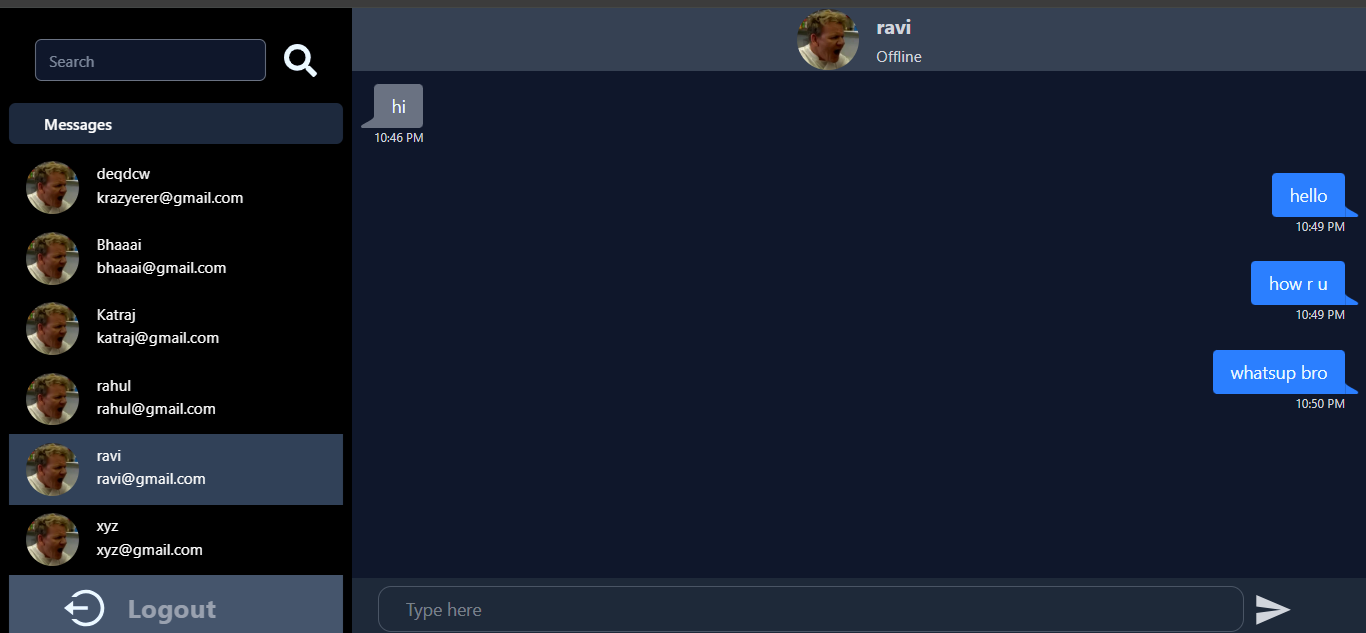 Search
Messages
deqdcw
krazyerer@gmail.com
Bhaaai
bhaaai@gmail.com
Katraj
katraj@gmail.com
rahul
rahul@gmail.com
ravi
ravi@gmail.com
xyz
xyz@gmail.com
Logout
ravi
Offline
hi
10:46 PM
hello
10:49 PM
how r u
10:49 PM
whatsup bro
10:50 PM
Type here